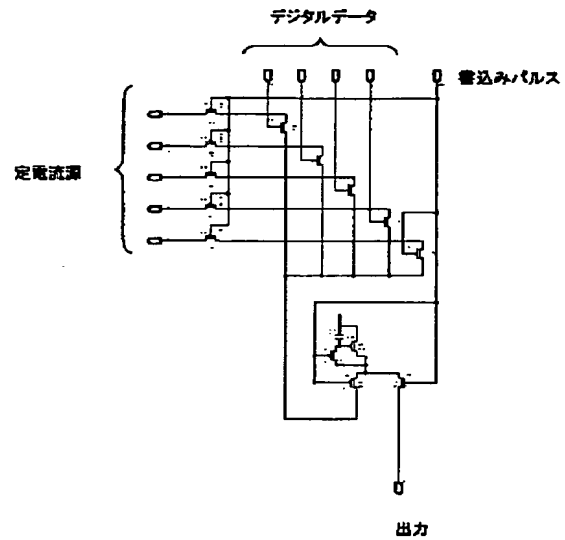 デジタルデータ
書込みパルス
定電流源
出力